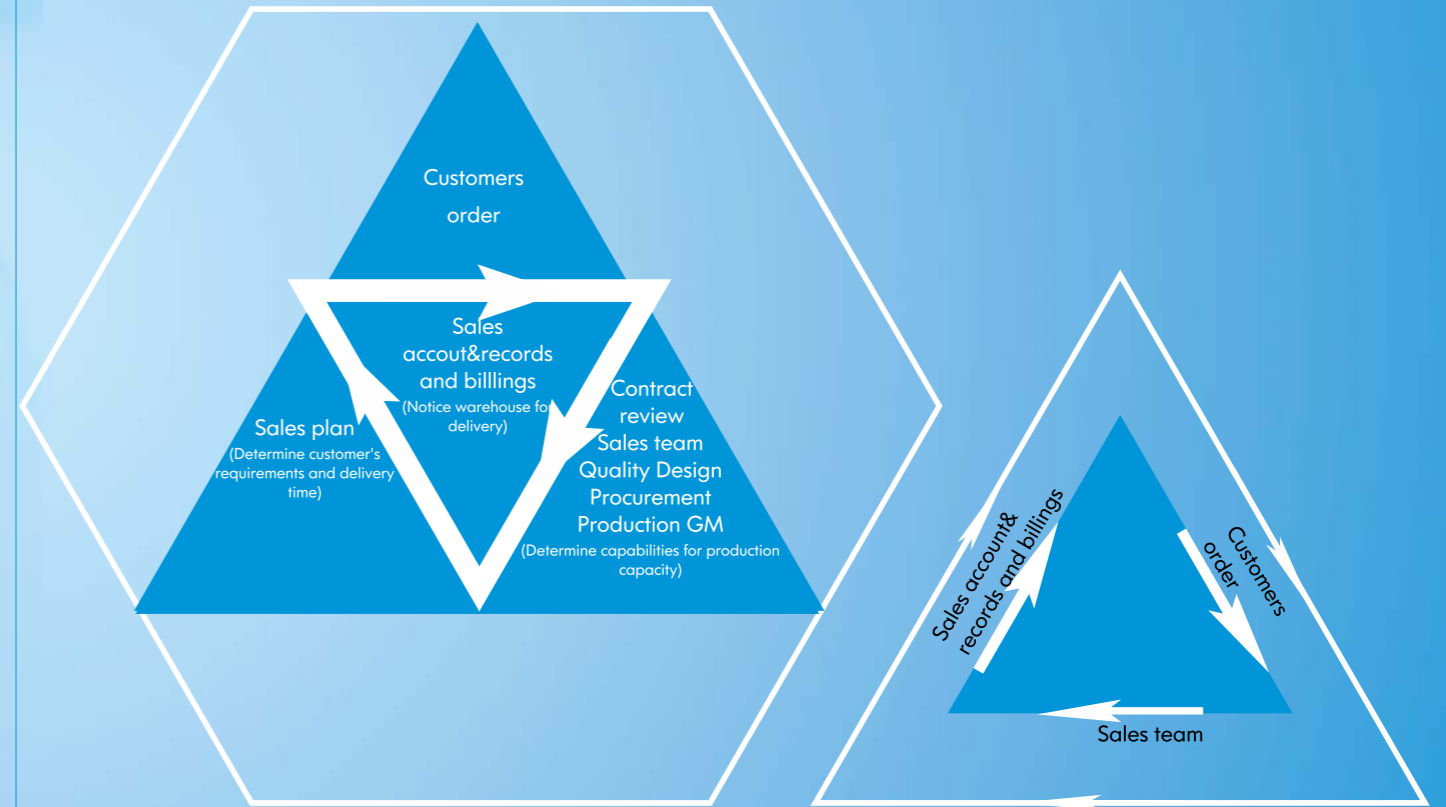 Customers
order
Sales
accout&records
and billlings
(Notice warehouse for
delivery)
Sales plan
(Determine customer's
requirements and delivery
time)
Contract
review
Sales team
Quality Design
Procurement
Production GM
(Determine capabilities for production
capacity)
Sales account&
records and billings
Customers
order
Sales team